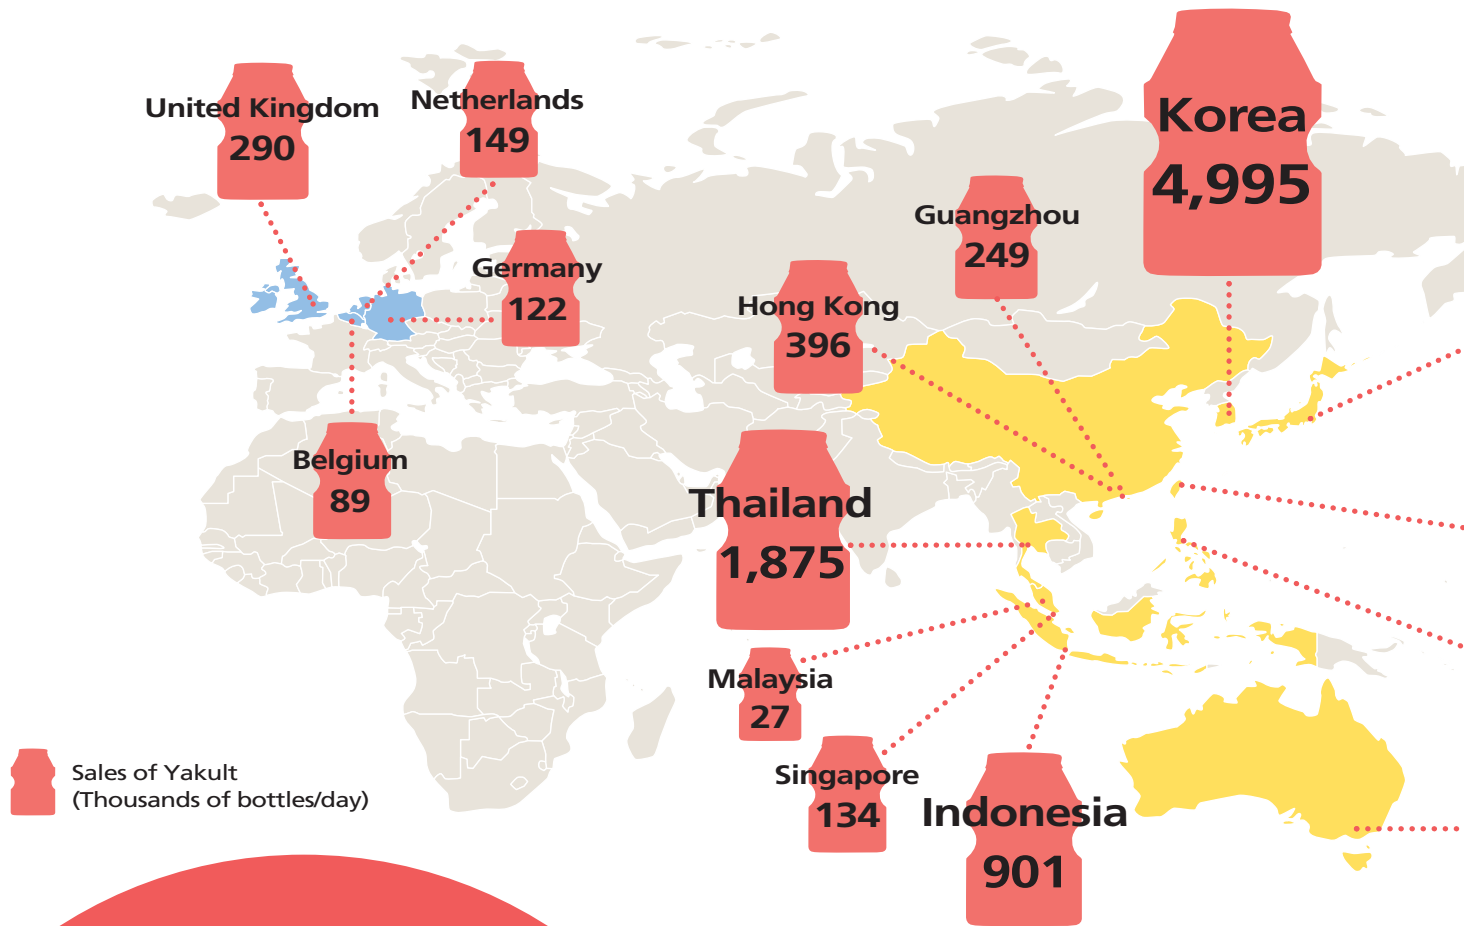 United Kingdom
290
Netherlands
149
Germany
122
Belgium
89
Korea
4,995
Guangzhou
249
Hong Kong
396
Thailand
1,875
Malaysia
27
Singapore
134
Indonesia
901
Sales of Yakult
(Thousands of bottles/day)